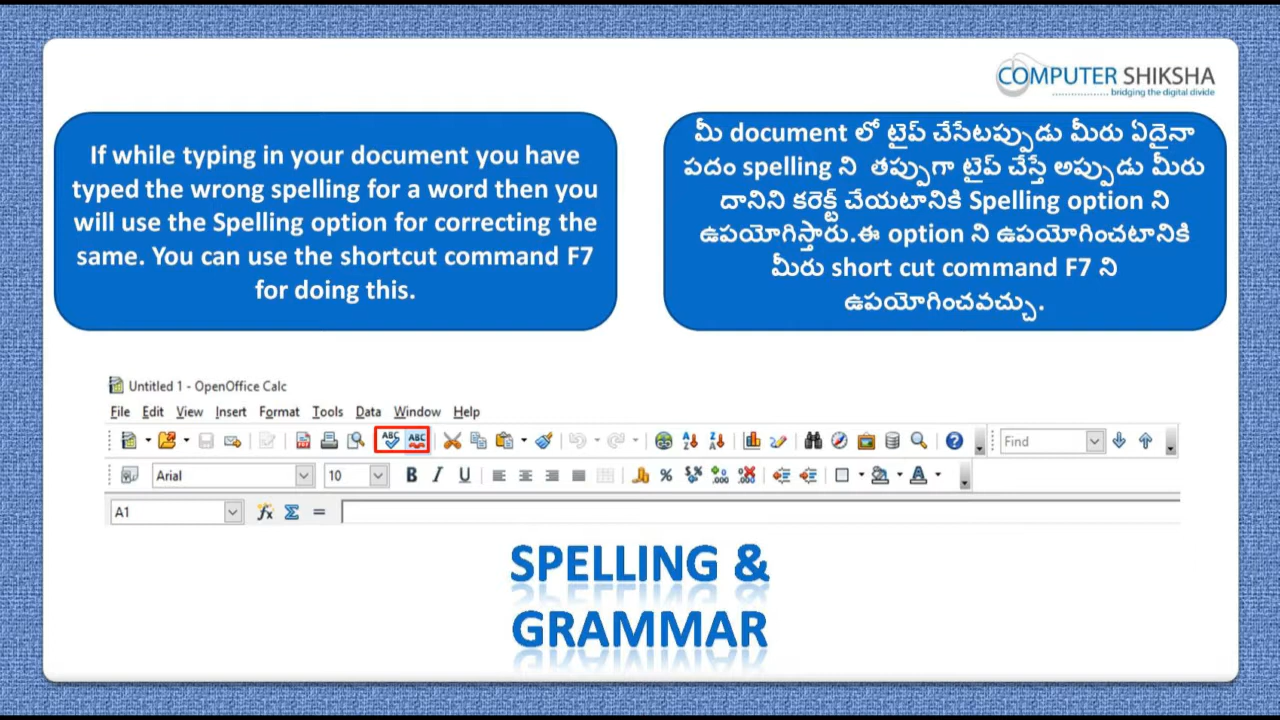 COMPUTER SHIKSHA
bridging the digital divide
If while typing in your document you have
typed the wrong spelling for a word then you
will use the Spelling option for correcting the
same. You can use the shortcut command F7
for doing this.
మీ document లో టైప్ చేసేటప్పుడు మీరు ఏదైనా
పదం spelling ని తప్పుగా టైప్ చేస్తే అప్పుడు మీరు
దానిని కరెక్ట్ చేయటానికి Spelling option ని
ఉపయోగిస్తారు.ఈ option ని ఉపయోగించటానికి
మీరు short cut command F7 ని
ఉపయోగించవచ్చు.
Untitled 1 - OpenOffice Calc
File Edit View Insert Format Tools Data Window Help
ABC ABC Find
Arial 10 B I U
A1
SPELLING &
GRAMMAR